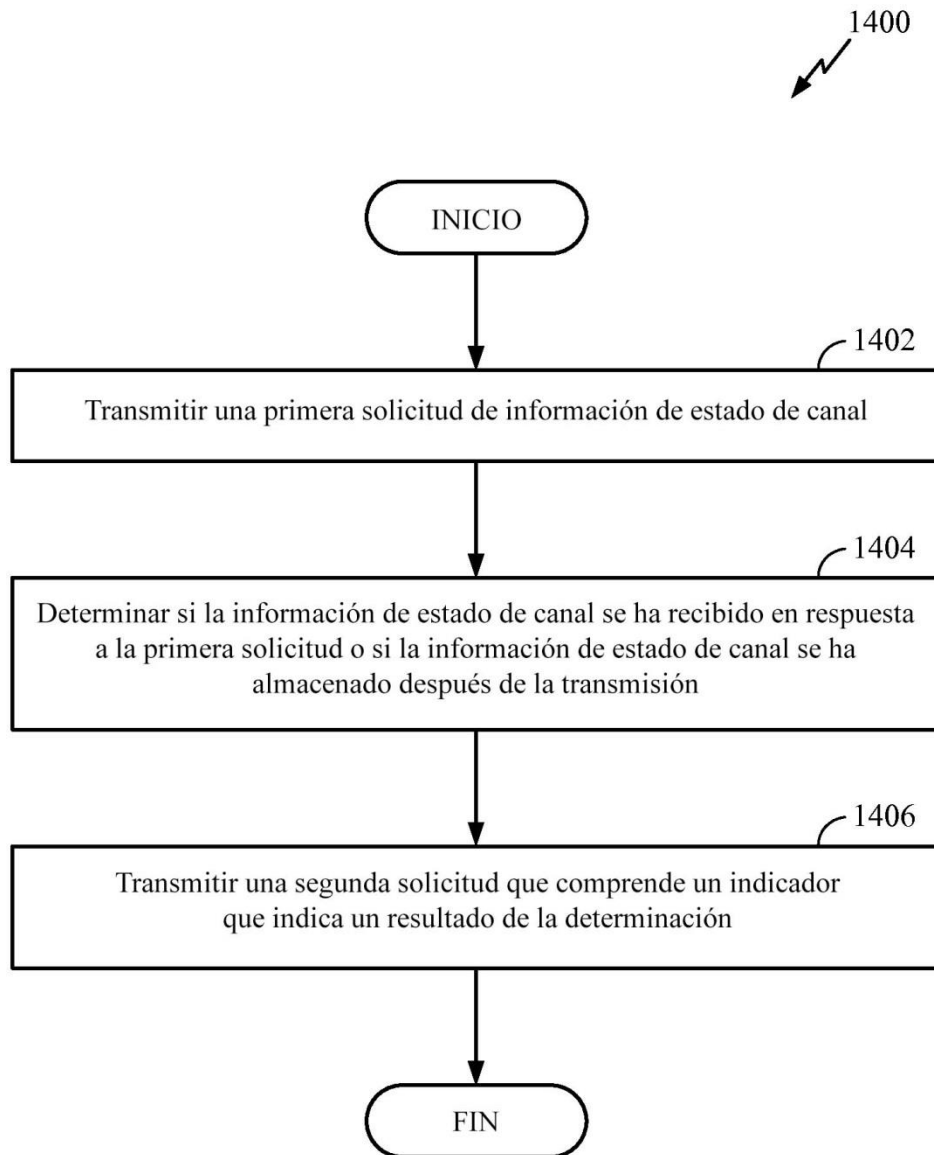 1400
INICIO
1402
Transmitir una primera solicitud de información de estado de canal
1404
Determinar si la información de estado de canal se ha recibido en respuesta
a la primera solicitud o si la información de estado de canal se ha
almacenado después de la transmisión
1406
Transmitir una segunda solicitud que comprende un indicador
que indica un resultado de la determinación
FIN